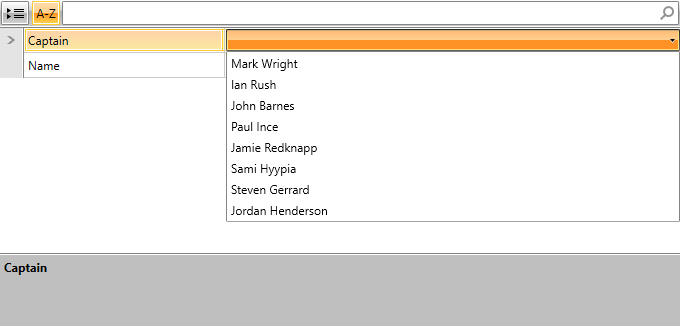 A-Z
Captain
Name
Mark Wright
Ian Rush
John Barnes
Paul Ince
Jamie Redknapp
Sami Hyypia
Steven Gerrard
Jordan Henderson
Captain